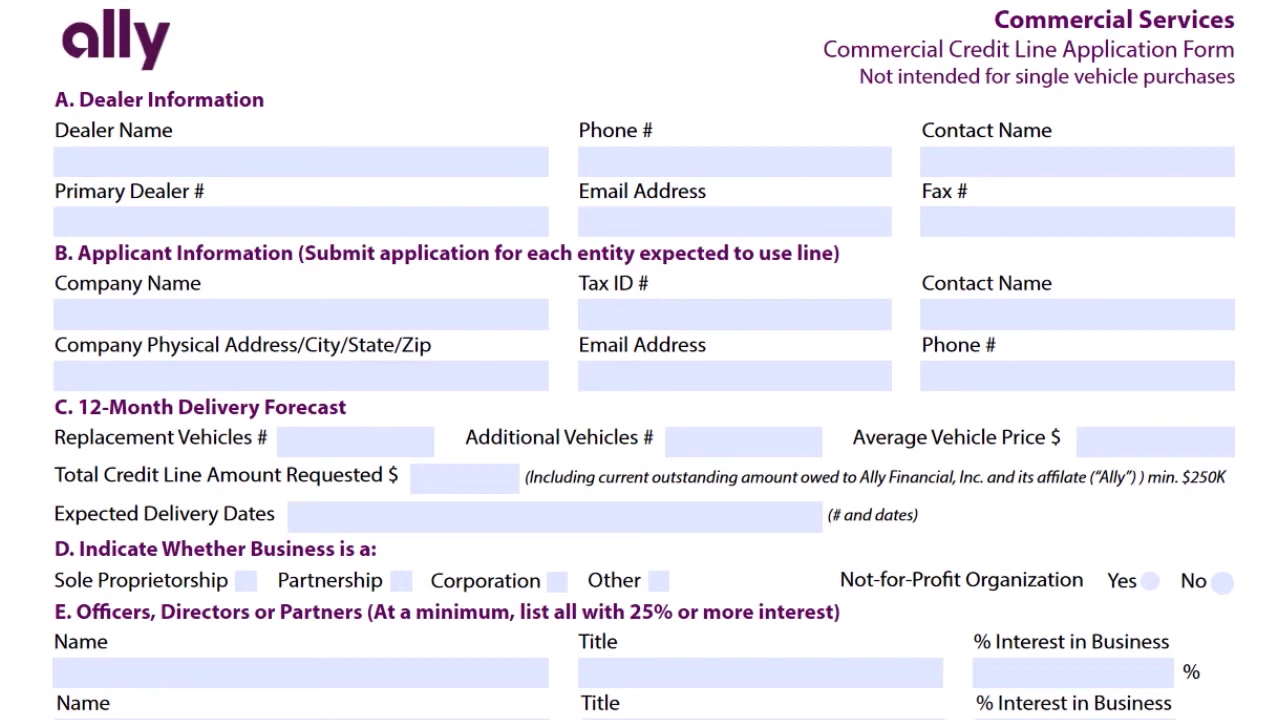 ally
Commercial Services
Commercial Credit Line Application Form
Not intended for single vehicle purchases
A. Dealer Information
Dealer Name Phone # Contact Name
Primary Dealer # Email Address Fax #
B. Applicant Information (Submit application for each entity expected to use line)
Company Name Tax ID # Contact Name
Company Physical Address/City/State/Zip Email Address Phone #
C. 12-Month Delivery Forecast
Replacement Vehicles # Additional Vehicles # Average Vehicle Price $
Total Credit Line Amount Requested $ (Including current outstanding amount owed to Ally Financial, Inc. and its affilate ("Ally") ) min. $250K
Expected Delivery Dates (# and dates)
D. Indicate Whether Business is a:
Sole Proprietorship Partnership Corporation Other Not-for-Profit Organization Yes No
E. Officers, Directors or Partners (At a minimum, list all with 25% or more interest)
Name Title % Interest in Business
%
Name Title % Interest in Business